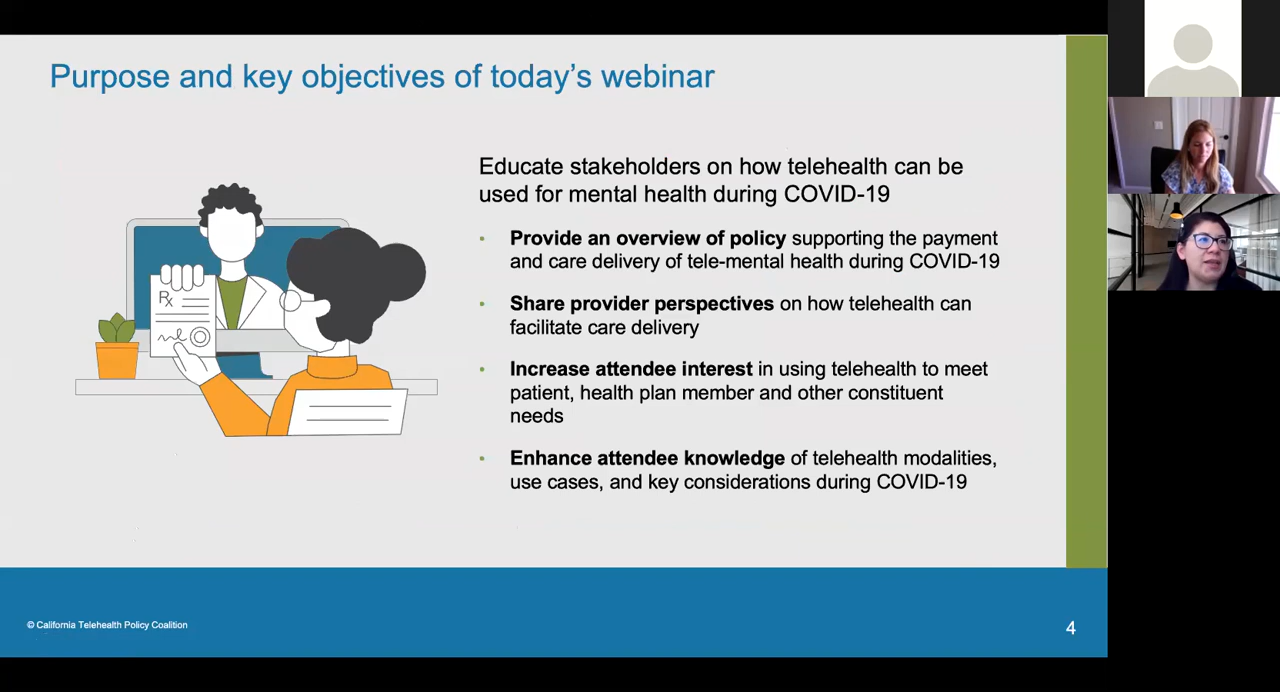 Purpose and key objectives of today's webinar
Educate stakeholders on how telehealth can be
used for mental health during COVID-19
• Provide an overview of policy supporting the payment
and care delivery of tele-mental health during COVID-19
• Share provider perspectives on how telehealth can
facilitate care delivery
• Increase attendee interest in using telehealth to meet
patient, health plan member and other constituent
needs
• Enhance attendee knowledge of telehealth modalities,
use cases, and key considerations during COVID-19
Rx
© California Telehealth Policy Coalition
4